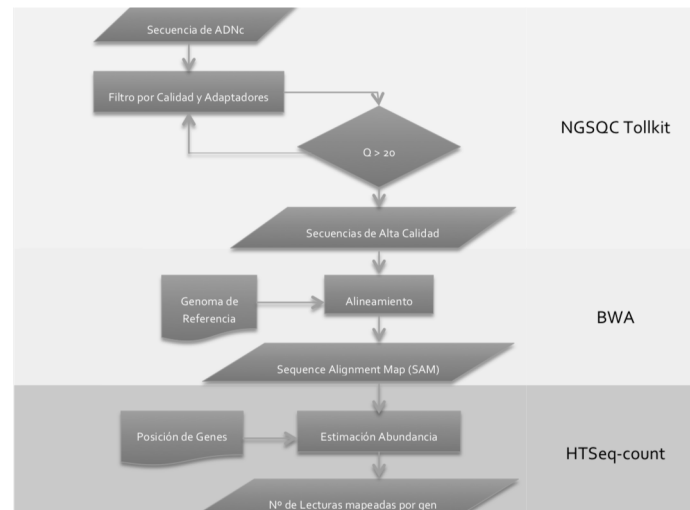 Secuencia de ADNc
Filtro por Calidad y Adaptadores
NGSQC Tollkit
Q > 20
Secuencias de Alta Calidad
Genoma de
Referencia
Alineamiento
BWA
Sequence Alignment Map (SAM)
Posición de Genes
Estimación Abundancia
HTSeq-count
Nº de Lecturas mapeadas por gen